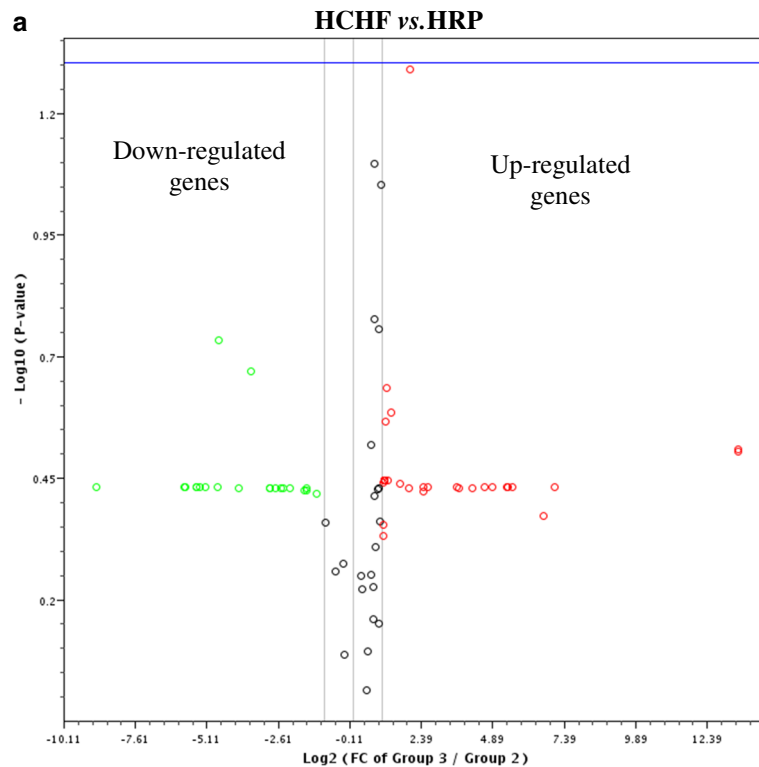 a
HCHF vs.HRP
Down-regulated
genes
Up-regulated
genes
- Log10 (P-value)
1.2
0.95
0.7
0.45
0.2
-10.11 -7.61 -5.11 -2.61 -0.11 2.39 4.89 7.39 9.89 12.39
Log2 (FC of Group 3 / Group 2)